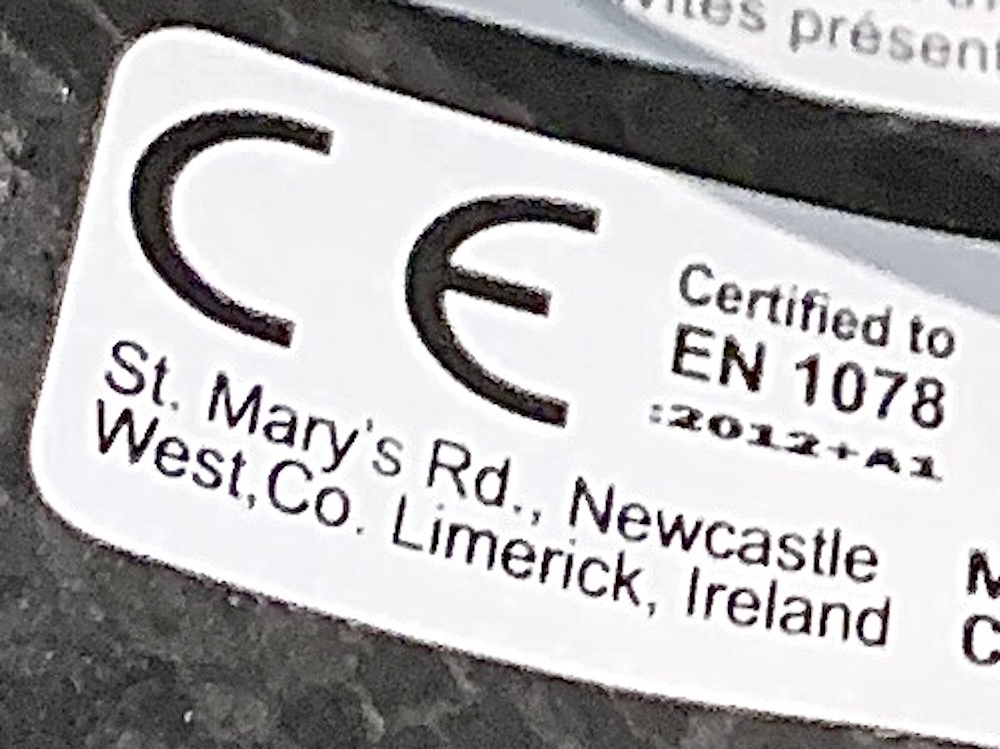 présent
CE
Certified to
EN 1078
:2012+A1
St. Mary's Rd., Newcastle
West,Co. Limerick, Ireland